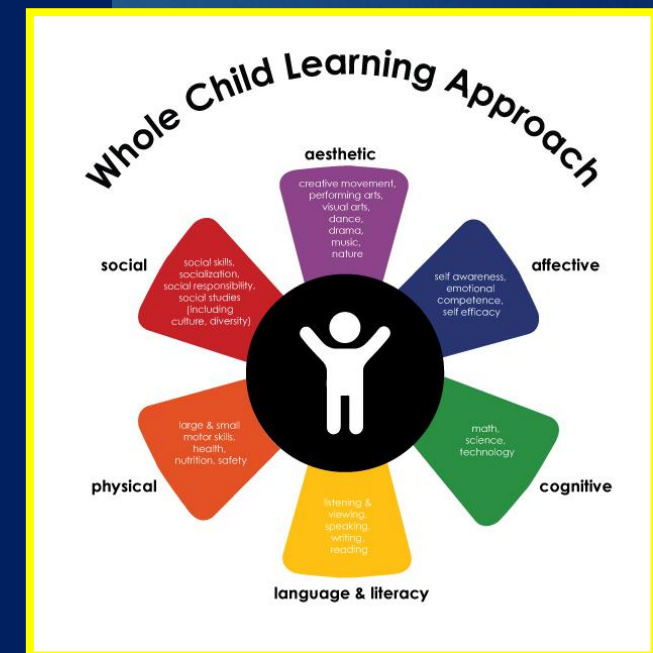 Whole Child Learning Approach
aesthetic
creative movement,
performing arts,
visual arts,
dance,
drama,
music,
nature
social
social skills,
socialization,
social responsibility,
social studies
(including
culture, diversity)
affective
self awareness,
emotional
competence,
self efficacy
physical
large & small
motor skills,
health,
nutrition, safety
cognitive
math,
science,
technology
listening &
viewing,
speaking,
writing,
reading
language & literacy